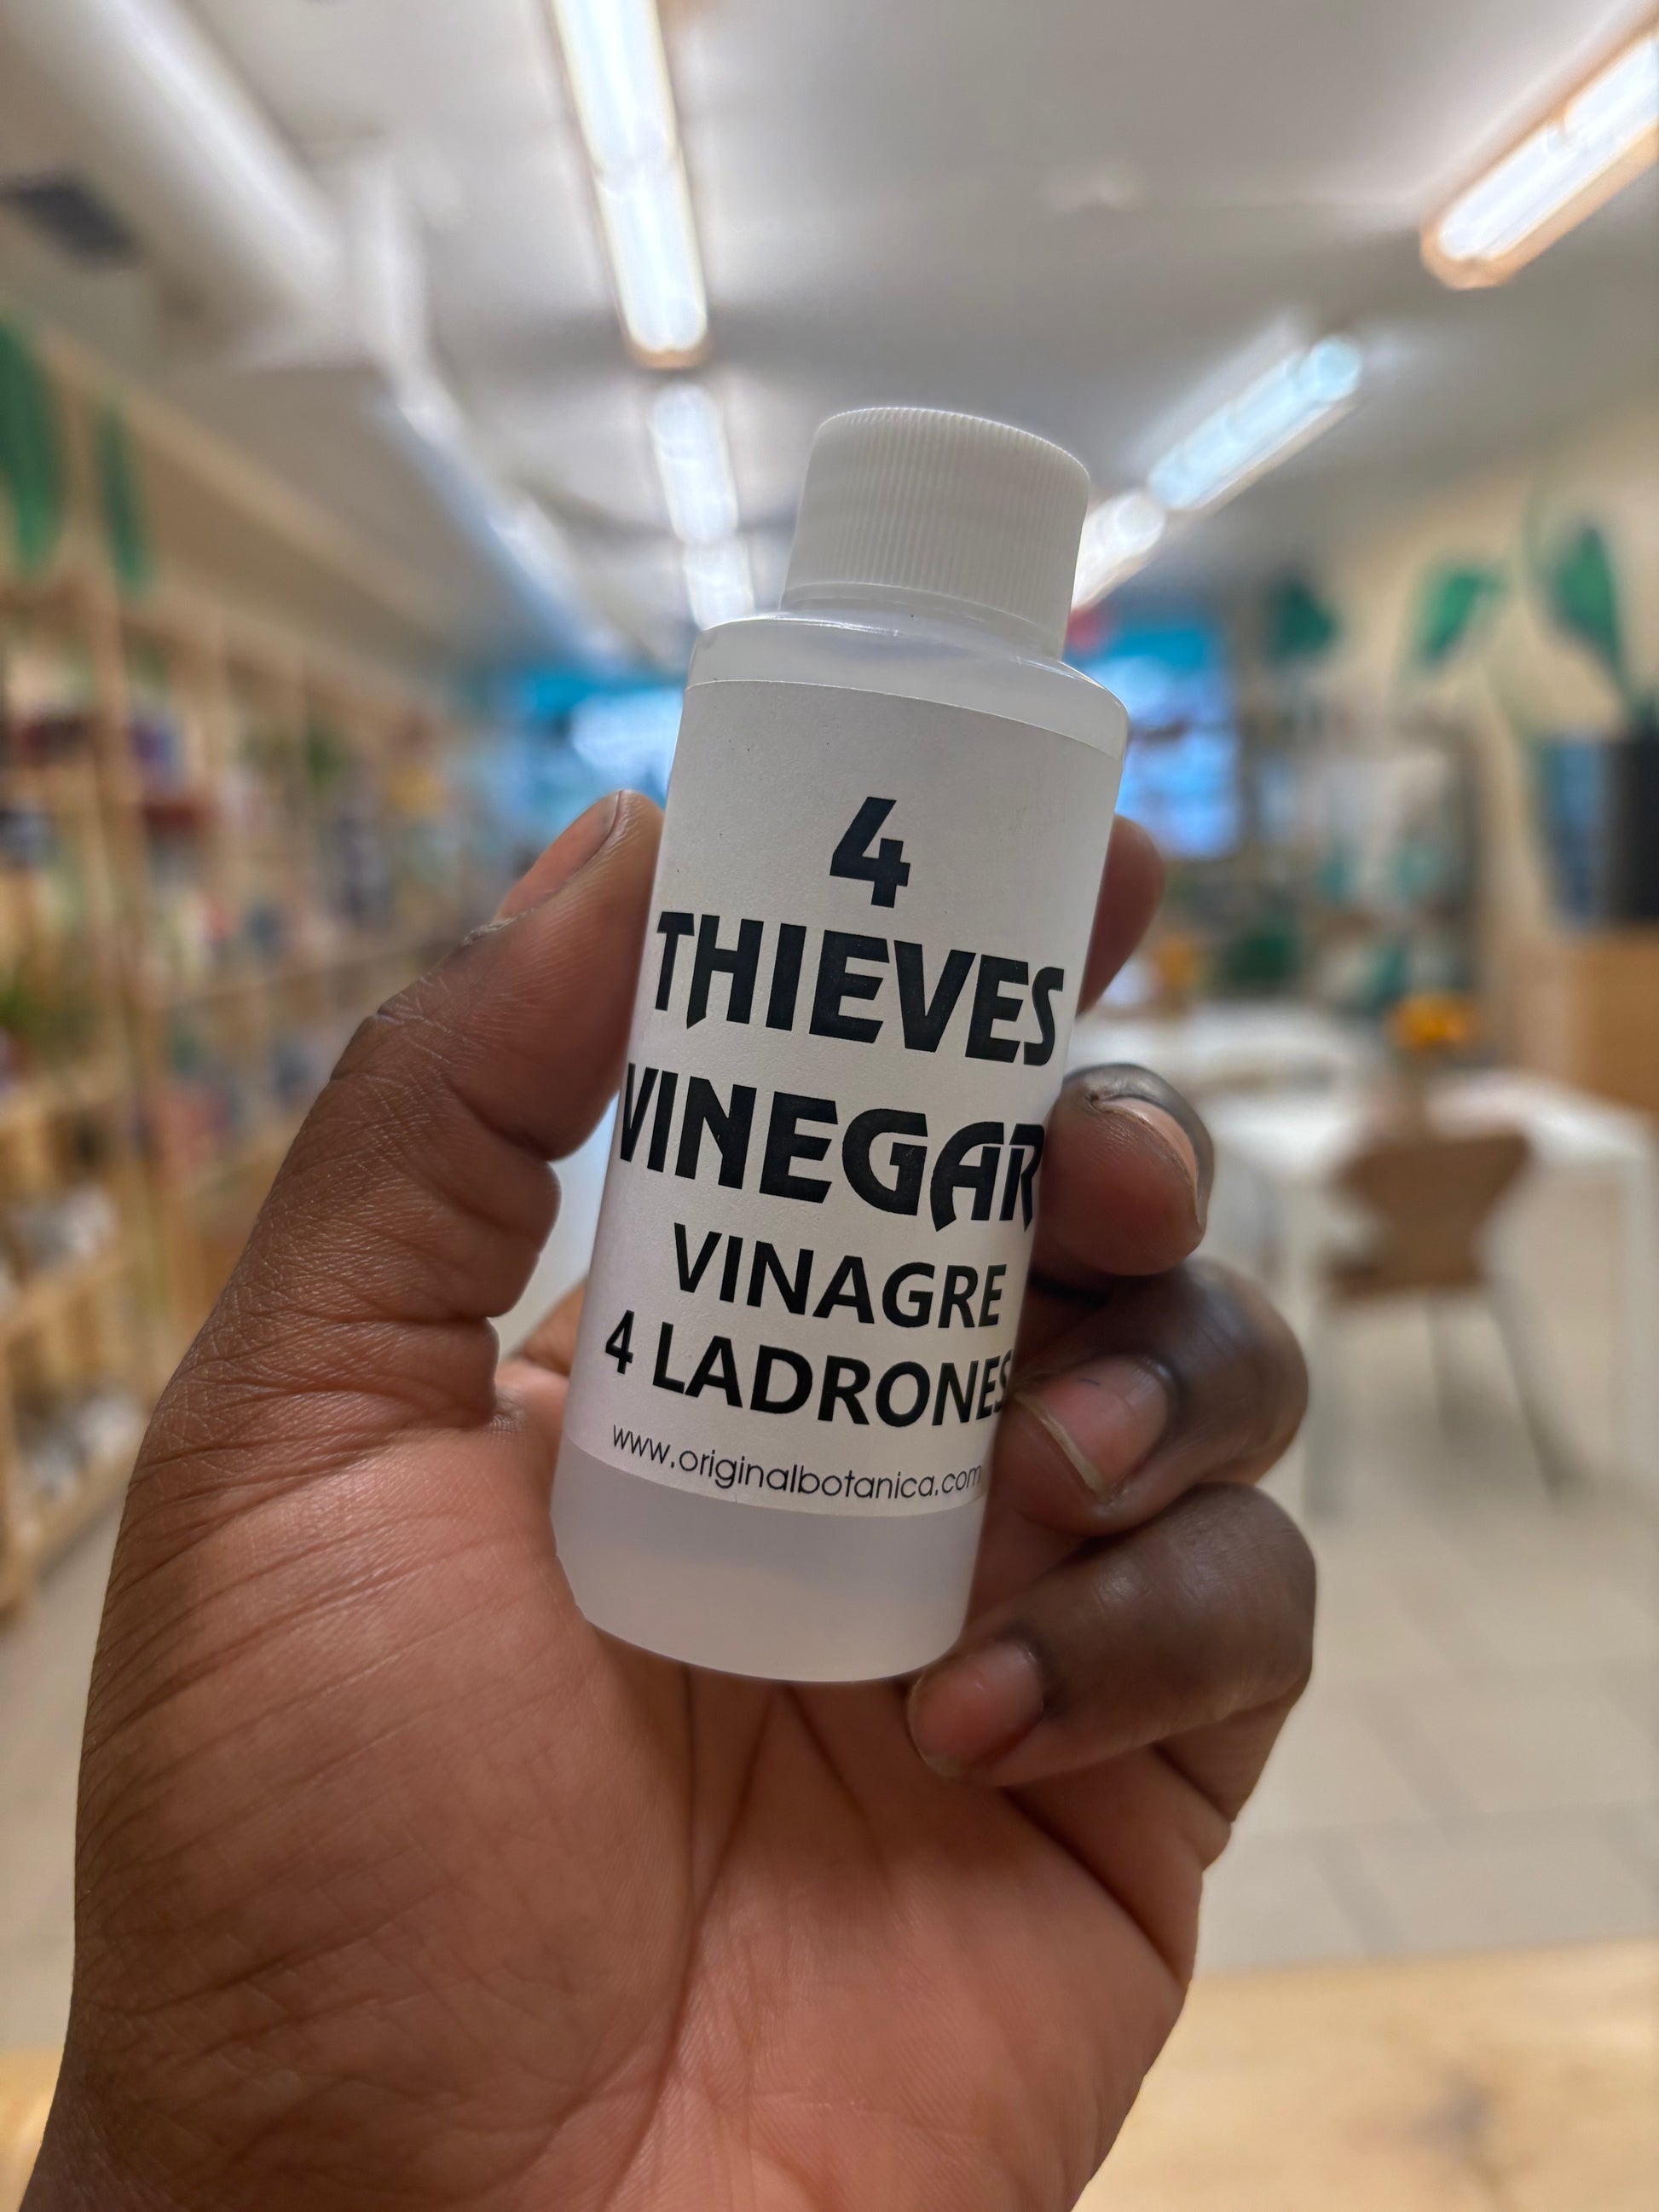 4
THIEVES
VINEGAR
VINAGRE
4 LADRONES
www.originalbotanica.com